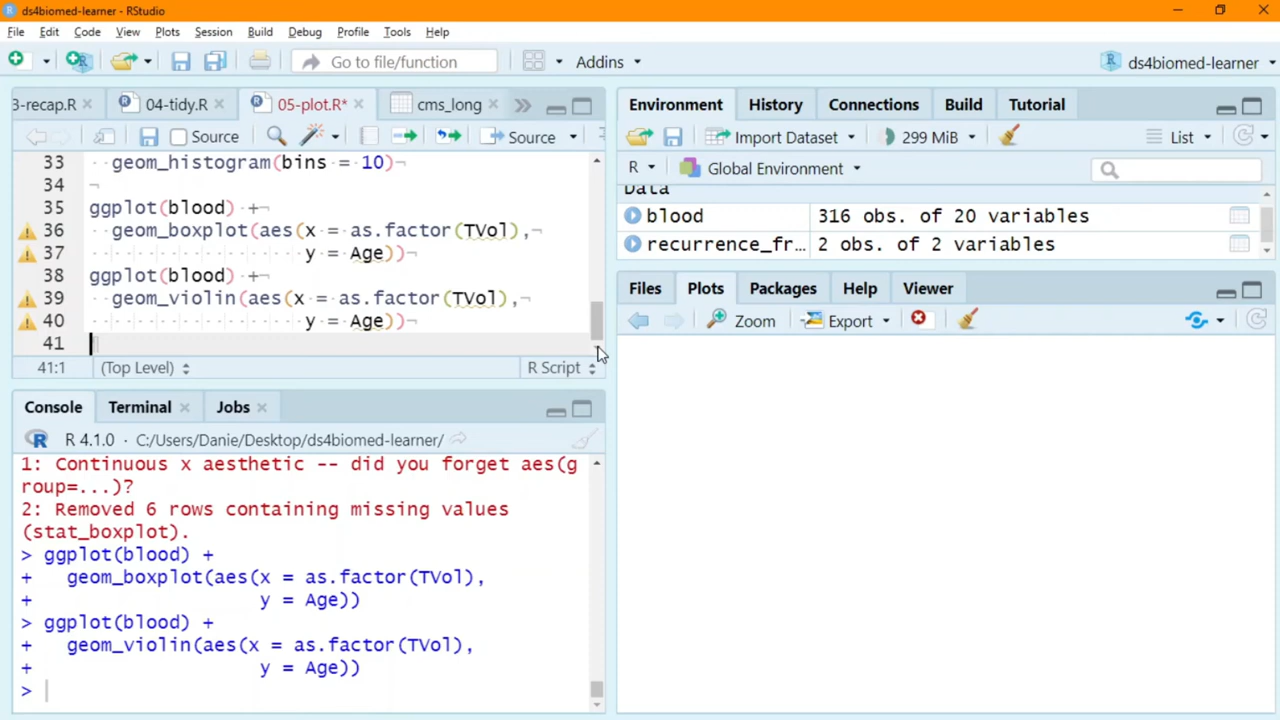 ds4biomed-learner - RStudio
File Edit Code View Plots Session Build Debug Profile Tools Help
Go to file/function Addins ds4biomed-learner
3-recap.R 04-tidy.R 05-plot.R* cms_long
Source Source
33 geom_histogram(bins = 10)
34
35 ggplot(blood) +
36 geom_boxplot(aes(x = as.factor(TVol),
37 y = Age))
38 ggplot(blood) +
39 geom_violin(aes(x = as.factor(TVol),
40 y = Age))
41
41:1 (Top Level) R Script
Console Terminal Jobs
R 4.1.0 · C:/Users/Danie/Desktop/ds4biomed-learner/
1: Continuous x aesthetic -- did you forget aes(g
roup=...)?
2: Removed 6 rows containing missing values
(stat_boxplot).
> ggplot(blood) +
+ geom_boxplot(aes(x = as.factor(TVol),
+ y = Age))
> ggplot(blood) +
+ geom_violin(aes(x = as.factor(TVol),
+ y = Age))
>
Environment History Connections Build Tutorial
Import Dataset 299 MiB List
R Global Environment
Data
blood 316 obs. of 20 variables
recurrence_fr... 2 obs. of 2 variables
Files Plots Packages Help Viewer
Zoom Export